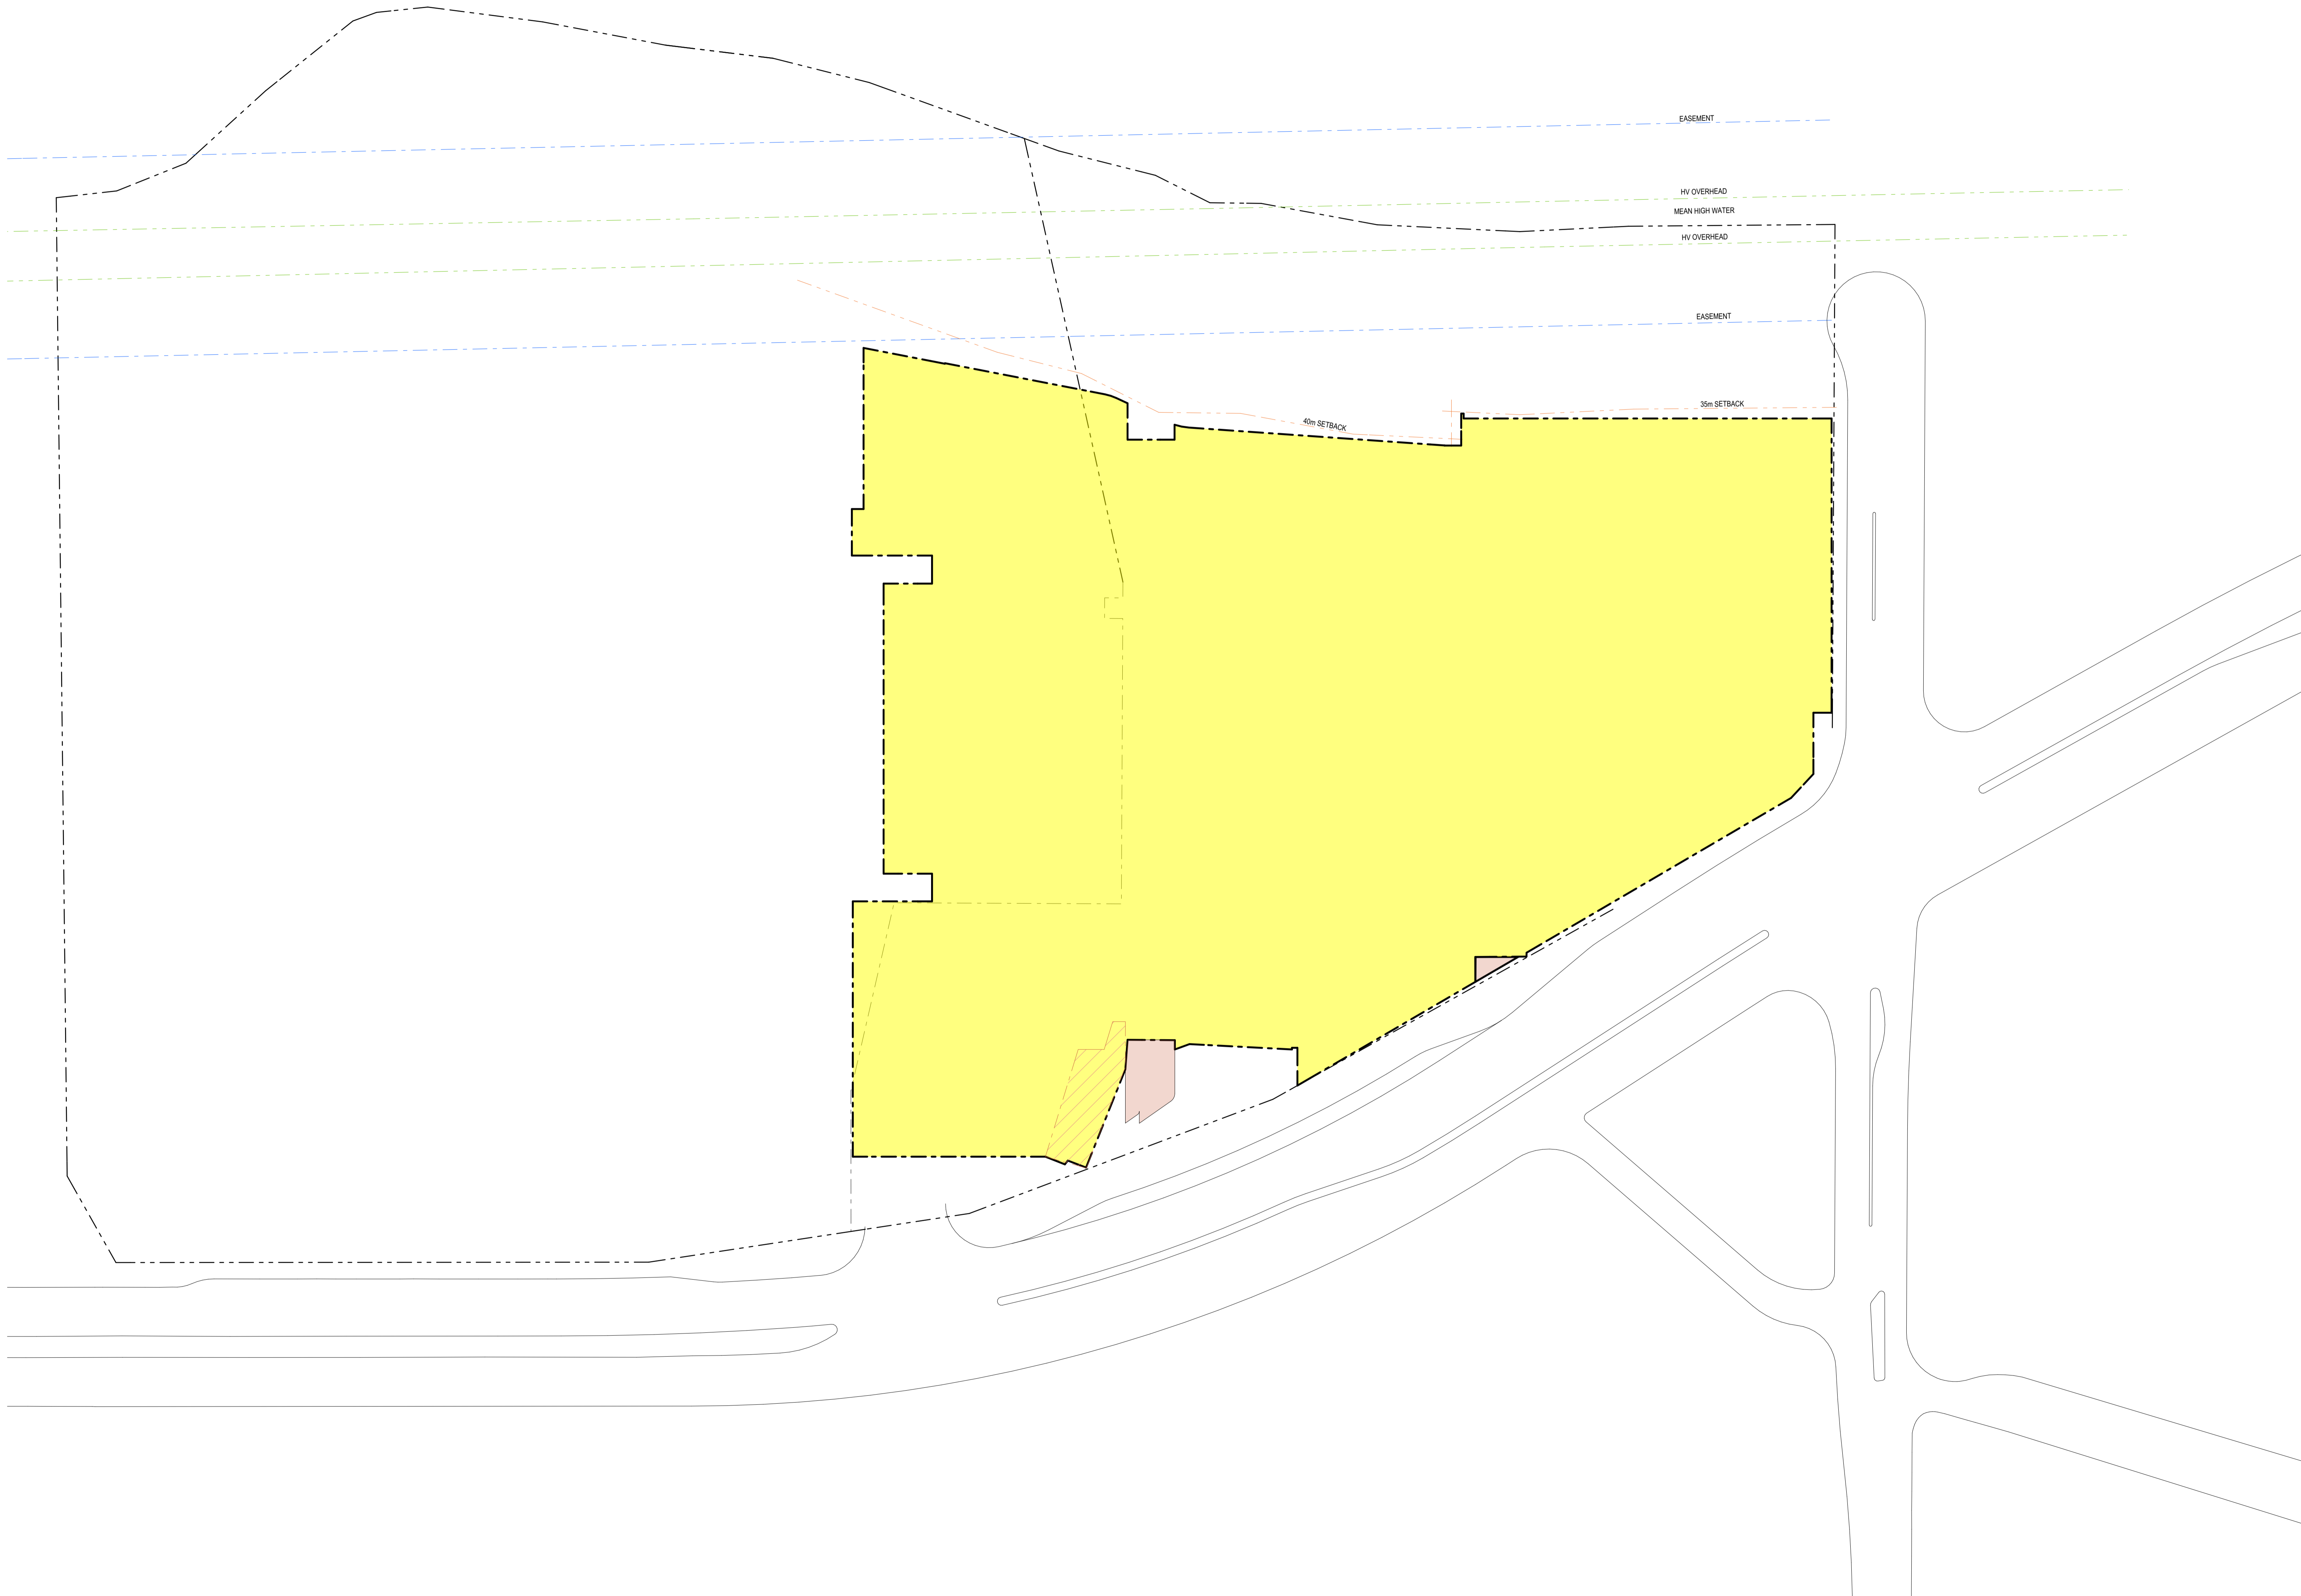 EASEMENT
HV OVERHEAD
MEAN HIGH WATER
HV OVERHEAD
EASEMENT
35m SETBACK
40m SETBACK